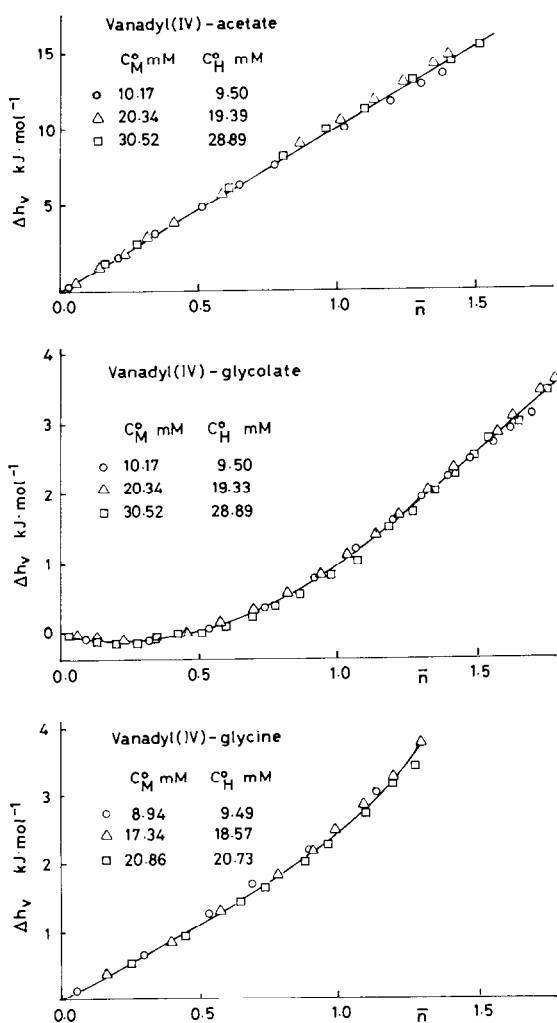 Vanadyl(IV)-acetate
C°M mM C°H mM
○ 10.17 9.50
△ 20.34 19.39
□ 30.52 28.89
Δhv kJ·mol⁻¹
15
10
5
0.0 0.5 1.0 n̄ 1.5
Vanadyl(IV)-glycolate
C°M mM C°H mM
○ 10.17 9.50
△ 20.34 19.33
□ 30.52 28.89
Δhv kJ·mol⁻¹
4
3
2
1
0
0.0 0.5 1.0 n̄ 1.5
Vanadyl(IV)-glycine
C°M mM C°H mM
○ 8.94 9.49
△ 17.34 18.57
□ 20.86 20.73
Δhv kJ·mol⁻¹
4
3
2
1
0.0 0.5 1.0 n̄ 1.5